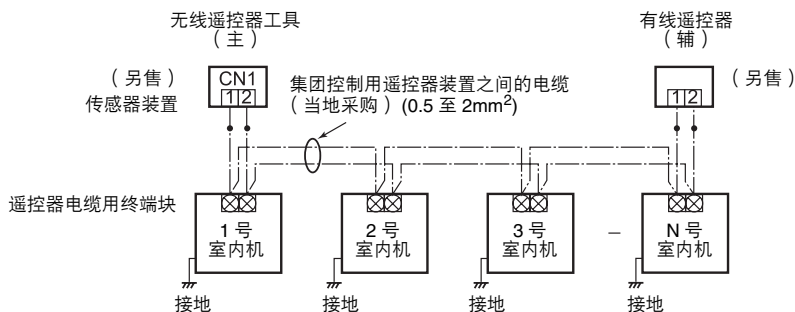 无线遥控器工具
（主）
有线遥控器
（辅）
（另售）
传感器装置
CN1
1 2
集团控制用遥控器装置之间的电缆
（当地采购）(0.5 至 2mm²)
1 2
（另售）
遥控器电缆用终端块
1 号
室内机
2 号
室内机
3 号
室内机
–
N 号
室内机
接地
接地
接地
接地